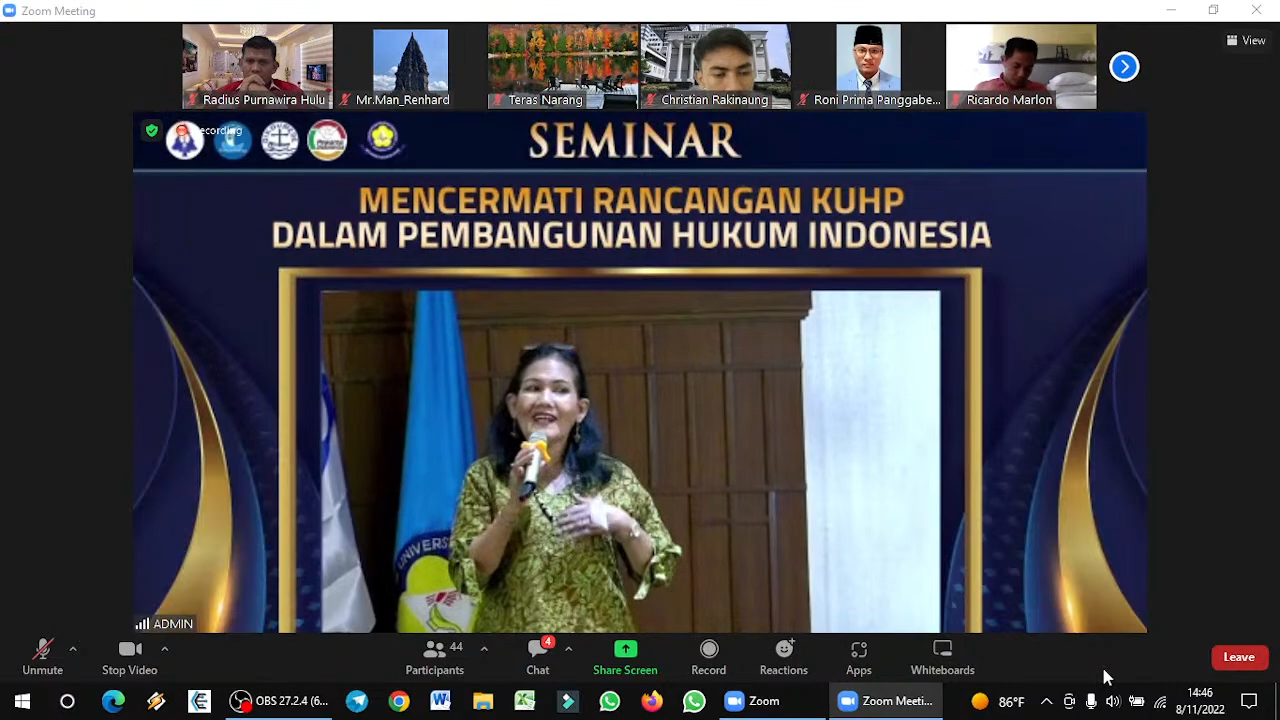 Zoom Meeting
View
Radius Purnawira Hulu
Mr.Man_Renhard
Teras Narang
Christian Rakinaung
Roni Prima Panggabe...
Ricardo Marlon
Recording
SEMINAR
MENCERMATI RANCANGAN KUHP
DALAM PEMBANGUNAN HUKUM INDONESIA
UNIVERS
ADMIN
Unmute
Stop Video
Participants
44
Chat
4
Share Screen
Record
Reactions
Apps
Whiteboards
Leave
OBS 27.2.4 (6...
Zoom
Zoom Meeti...
86°F
14:46
8/11/2022